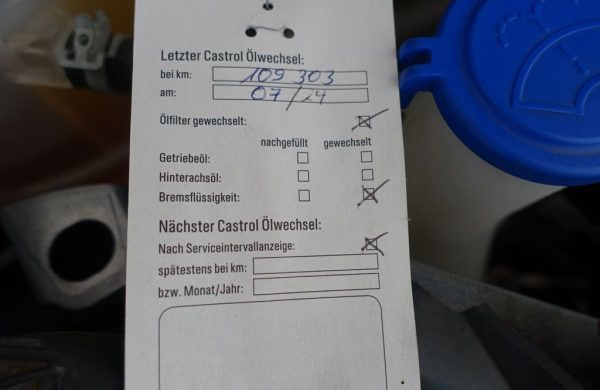 Letzter Castrol Ölwechsel:
bei km: 109 303
am: 07/24
Ölfilter gewechselt: ☒
nachgefüllt gewechselt
Getriebeöl: ☐ ☐
Hinterachsöl: ☐ ☐
Bremsflüssigkeit: ☐ ☒
Nächster Castrol Ölwechsel:
Nach Serviceintervallanzeige: ☒
spätestens bei km:
bzw. Monat/Jahr: